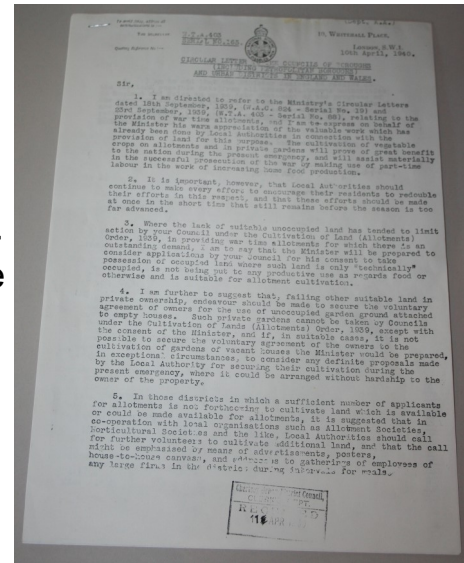 10, Whitehall Place,
London, S.W.1.
10th April, 1940.
CIRCULAR LETTER COUNCILS OF BOROUGHS
AND URBAN DISTRICTS IN ENGLAND AND WALES.
Sir,
1. I am directed to refer to the Ministry's Circular Letters
dated 18th September, 1939, - Serial No. 19) and
23rd September, 1939, - Serial No. 68), relating to the
provision of war time allotments, and I am to express on behalf of
the Minister his warm appreciation of the valuable work which has
already been done by Local Authorities in connection with the
provision of land for this purpose. The cultivation of vegetable
crops on allotments and in private gardens will prove of great benefit
to the nation during the present emergency, and will assist materially
in the successful prosecution of the war by making use of part-time
labour in the work of increasing home food production.
2. It is important, however, that Local Authorities should
continue to make every effort to encourage their residents to redouble
their efforts in this respect, and that these efforts should be made
at once in the short time that still remains before the season is too
far advanced.
3. Where the lack of suitable unoccupied land has tended to limit
action by your Council under the Cultivation of Land (Allotments)
Order, 1939, in providing war time allotments for which there is an
outstanding demand, I am to say that the Minister will be prepared to
consider applications by your Council for his consent to take
possession of occupied land where such land is only "technically"
occupied, is not being put to any productive use as regards food or
otherwise and is suitable for allotment cultivation.
4. I am further to suggest that, failing other suitable land in
private ownership, endeavour should be made to secure the voluntary
agreement of owners for the use of unoccupied garden ground attached
to empty houses. Such private gardens cannot be taken by Councils
under the Cultivation of Lands (Allotments) Order, 1939, except with
the consent of the Minister, and if, in suitable cases, it is not
possible to secure the voluntary agreement of the owners to the
cultivation of gardens of vacant houses the Minister would be prepared,
in exceptional circumstances, to consider any definite proposals made
by the Local Authority for securing their cultivation during the
present emergency, where it could be arranged without hardship to the
owner of the property.
5. In those districts in which a sufficient number of applicants
for allotments is not forthcoming to cultivate land which is available
or could be made available for allotments, it is suggested that in
co-operation with local organisations such as Allotment Societies,
Horticultural Societies and the like, Local Authorities should call
for further volunteers to cultivate additional land, and that the call
might be emphasised by means of advertisements, posters,
house-to-house canvass, and addresses to gatherings of employees of
any large firms in the district during intervals for meals.
Council,
RECEIVED
11 APR